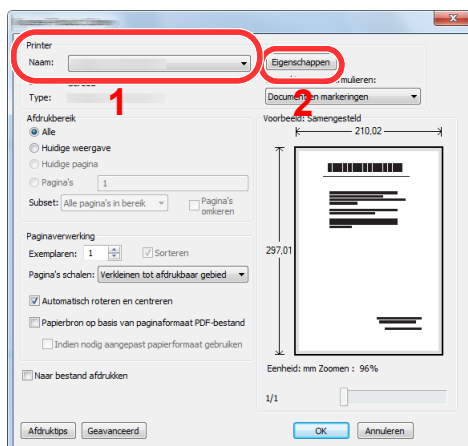 Printer
Naam:
Eigenschappen
1
2
Type:
Documenten markeringen
Afdrukbereik
Alle
Huidige weergave
Huidige pagina
Pagina's
1
Subset:
Alle pagina's in bereik
Pagina's
omkeren
Voorbeeld: Samengesteld
210,02
297,01
Paginaverwerking
Exemplaren:
1
Sorteren
Pagina's schalen:
Verkleinen tot afdrukbaar gebied
Automatisch roteren en centreren
Papierbron op basis van paginaformaat PDF-bestand
Indien nodig aangepast papierformaat gebruiken
Naar bestand afdrukken
Eenheid: mm Zoomen : 96%
1/1
Afdruktips
Geavanceerd
OK
Annuleren